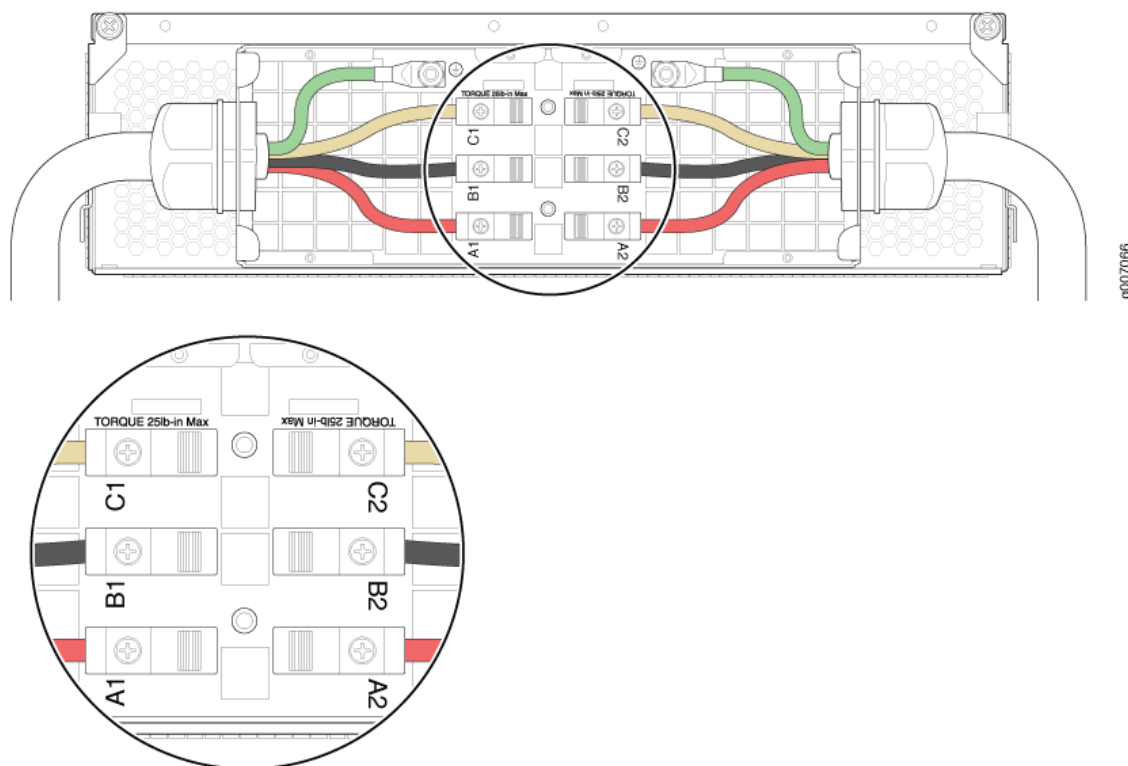 TORQUE 25lb-in Max
TORQUE 25lb-in Max
C1
C2
B1
B2
A1
A2
g007066
TORQUE 25lb-in Max
TORQUE 25lb-in Max
C1
C2
B1
B2
A1
A2